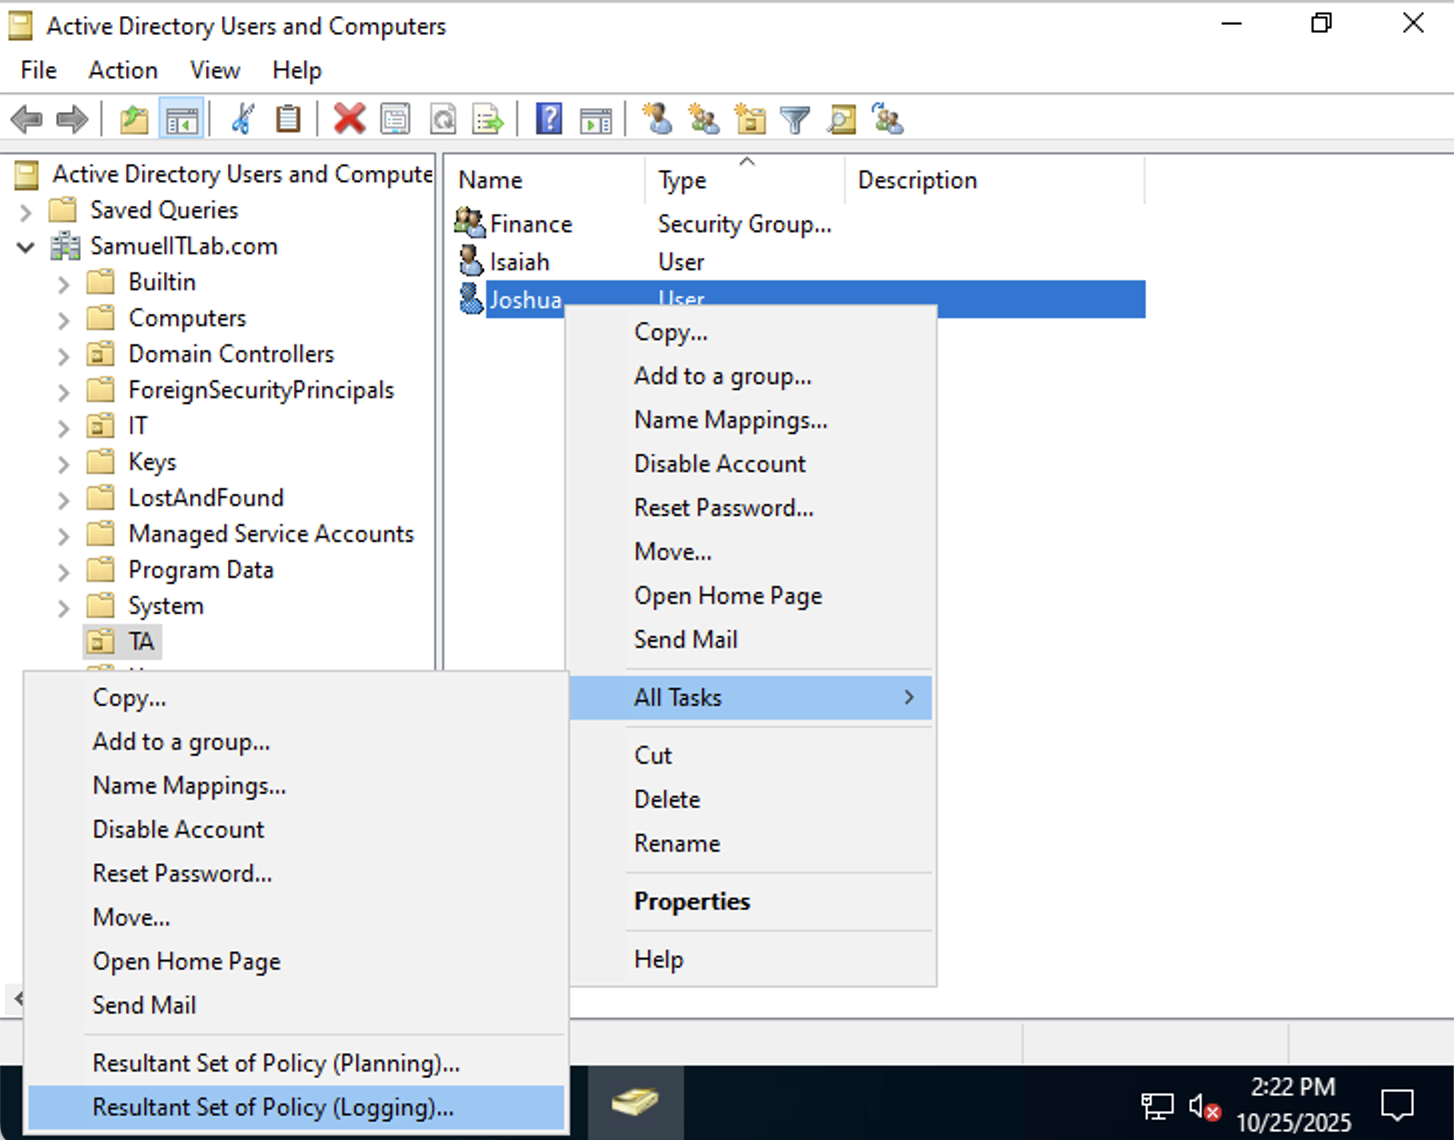 Active Directory Users and Computers
File Action View Help
Active Directory Users and Compute
Saved Queries
SamuelITLab.com
Builtin
Computers
Domain Controllers
ForeignSecurityPrincipals
IT
Keys
LostAndFound
Managed Service Accounts
Program Data
System
TA
Name Type Description
Finance Security Group...
Isaiah User
Joshua User
Copy...
Add to a group...
Name Mappings...
Disable Account
Reset Password...
Move...
Open Home Page
Send Mail
All Tasks
Cut
Delete
Rename
Properties
Help
Copy...
Add to a group...
Name Mappings...
Disable Account
Reset Password...
Move...
Open Home Page
Send Mail
Resultant Set of Policy (Planning)...
Resultant Set of Policy (Logging)...
2:22 PM
10/25/2025